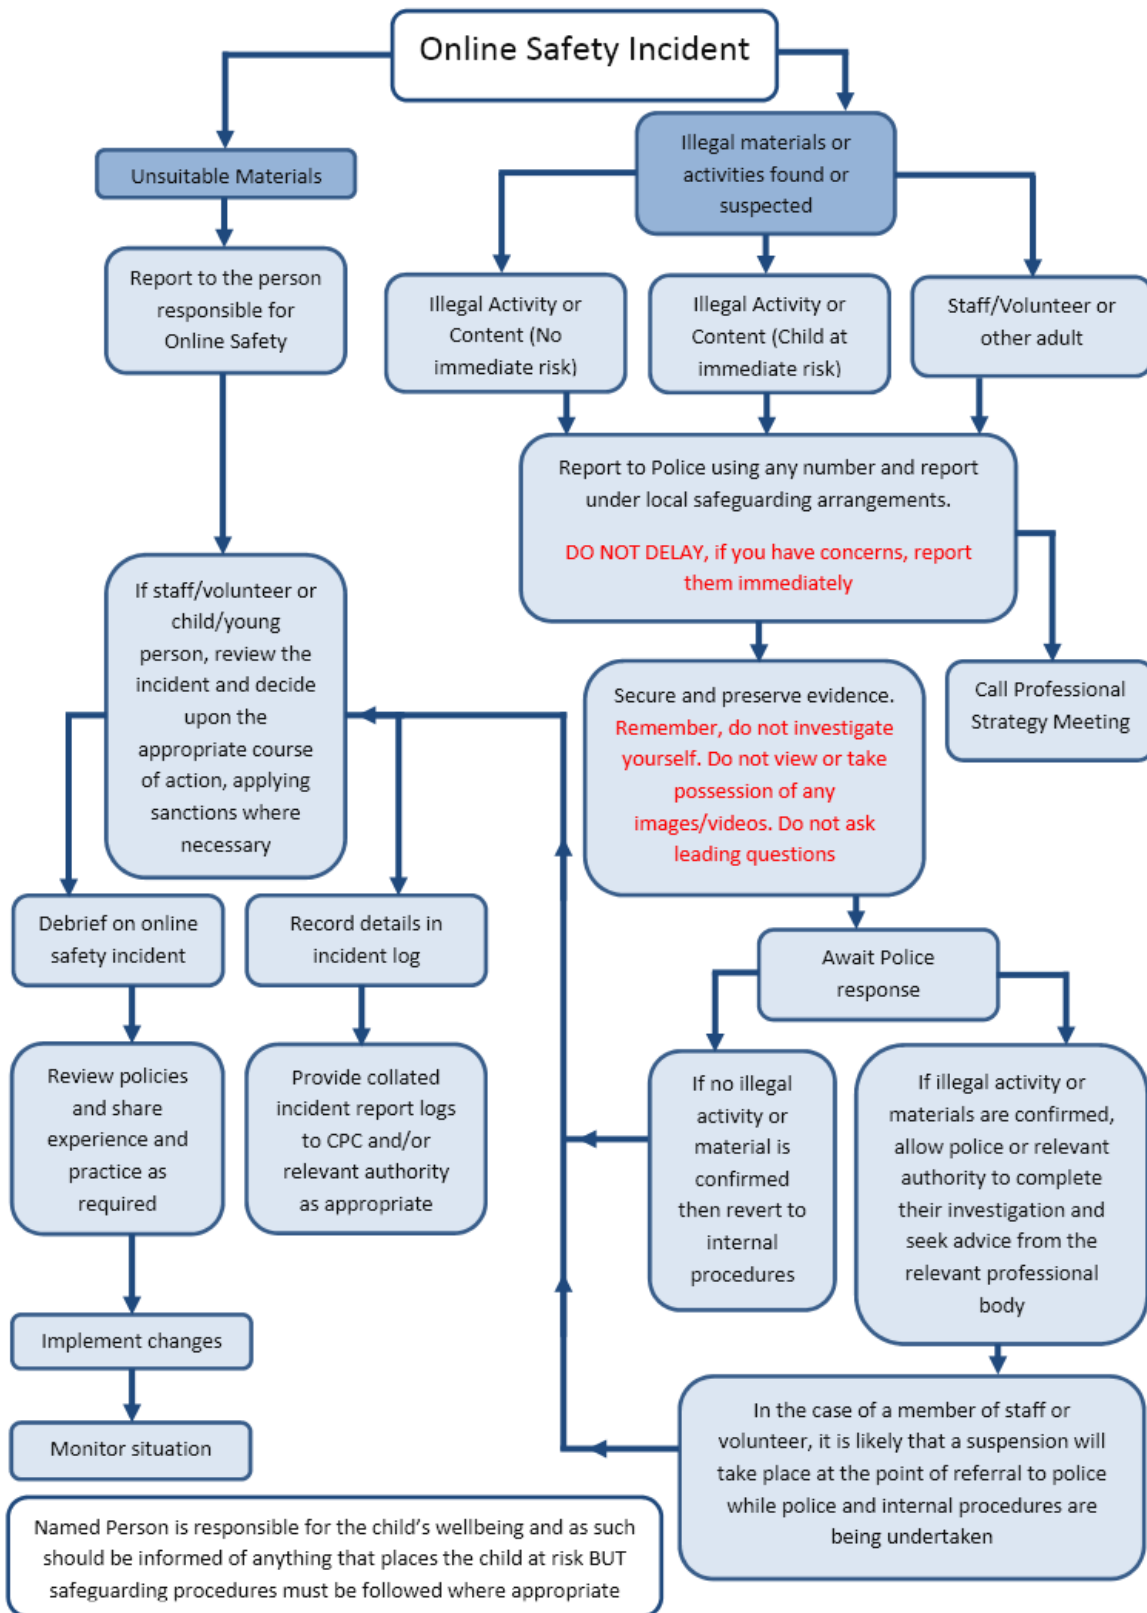 Online Safety Incident
Unsuitable Materials
Illegal materials or
activities found or
suspected
Report to the person
responsible for
Online Safety
Illegal Activity or
Content (No
immediate risk)
Illegal Activity or
Content (Child at
immediate risk)
Staff/Volunteer or
other adult
Report to Police using any number and report
under local safeguarding arrangements.
DO NOT DELAY, if you have concerns, report
them immediately
If staff/volunteer or
child/young
person, review the
incident and decide
upon the
appropriate course
of action, applying
sanctions where
necessary
Secure and preserve evidence.
Remember, do not investigate
yourself. Do not view or take
possession of any
images/videos. Do not ask
leading questions
Call Professional
Strategy Meeting
Debrief on online
safety incident
Record details in
incident log
Await Police
response
Review policies
and share
experience and
practice as
required
Provide collated
incident report logs
to CPC and/or
relevant authority
as appropriate
If no illegal
activity or
material is
confirmed
then revert to
internal
procedures
If illegal activity or
materials are confirmed,
allow police or relevant
authority to complete
their investigation and
seek advice from the
relevant professional
body
Implement changes
Monitor situation
In the case of a member of staff or
volunteer, it is likely that a suspension will
take place at the point of referral to police
while police and internal procedures are
being undertaken
Named Person is responsible for the child's wellbeing and as such
should be informed of anything that places the child at risk BUT
safeguarding procedures must be followed where appropriate